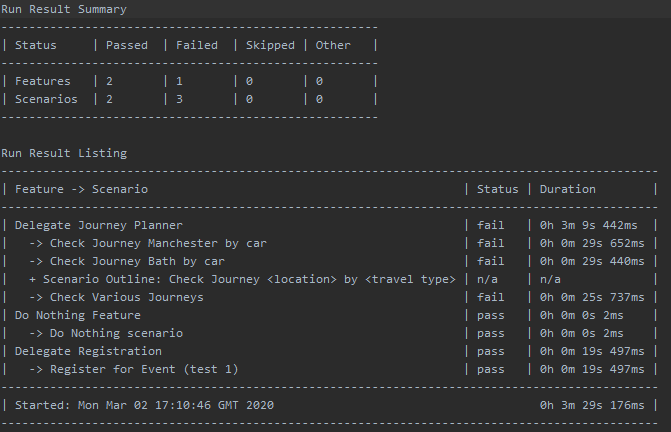 Run Result Summary
------------------------------------------------------
| Status     | Passed  | Failed  | Skipped | Other   |
------------------------------------------------------
| Features   | 2       | 1       | 0       | 0       |
| Scenarios  | 2       | 3       | 0       | 0       |
------------------------------------------------------
Run Result Listing
----------------------------------------------------------------------------------------------
| Feature -> Scenario                                             | Status | Duration        |
----------------------------------------------------------------------------------------------
| Delegate Journey Planner                                        | fail   | 0h 3m 9s 442ms  |
|   -> Check Journey Manchester by car                            | fail   | 0h 0m 29s 652ms |
|   -> Check Journey Bath by car                                  | fail   | 0h 0m 29s 440ms |
|   + Scenario Outline: Check Journey <location> by <travel type> | n/a    | n/a             |
|   -> Check Various Journeys                                     | fail   | 0h 0m 25s 737ms |
| Do Nothing Feature                                              | pass   | 0h 0m 0s 2ms    |
|   -> Do Nothing scenario                                        | pass   | 0h 0m 0s 2ms    |
| Delegate Registration                                           | pass   | 0h 0m 19s 497ms |
|   -> Register for Event (test 1)                                | pass   | 0h 0m 19s 497ms |
----------------------------------------------------------------------------------------------
| Started: Mon Mar 02 17:10:46 GMT 2020                                      0h 3m 29s 176ms |
----------------------------------------------------------------------------------------------